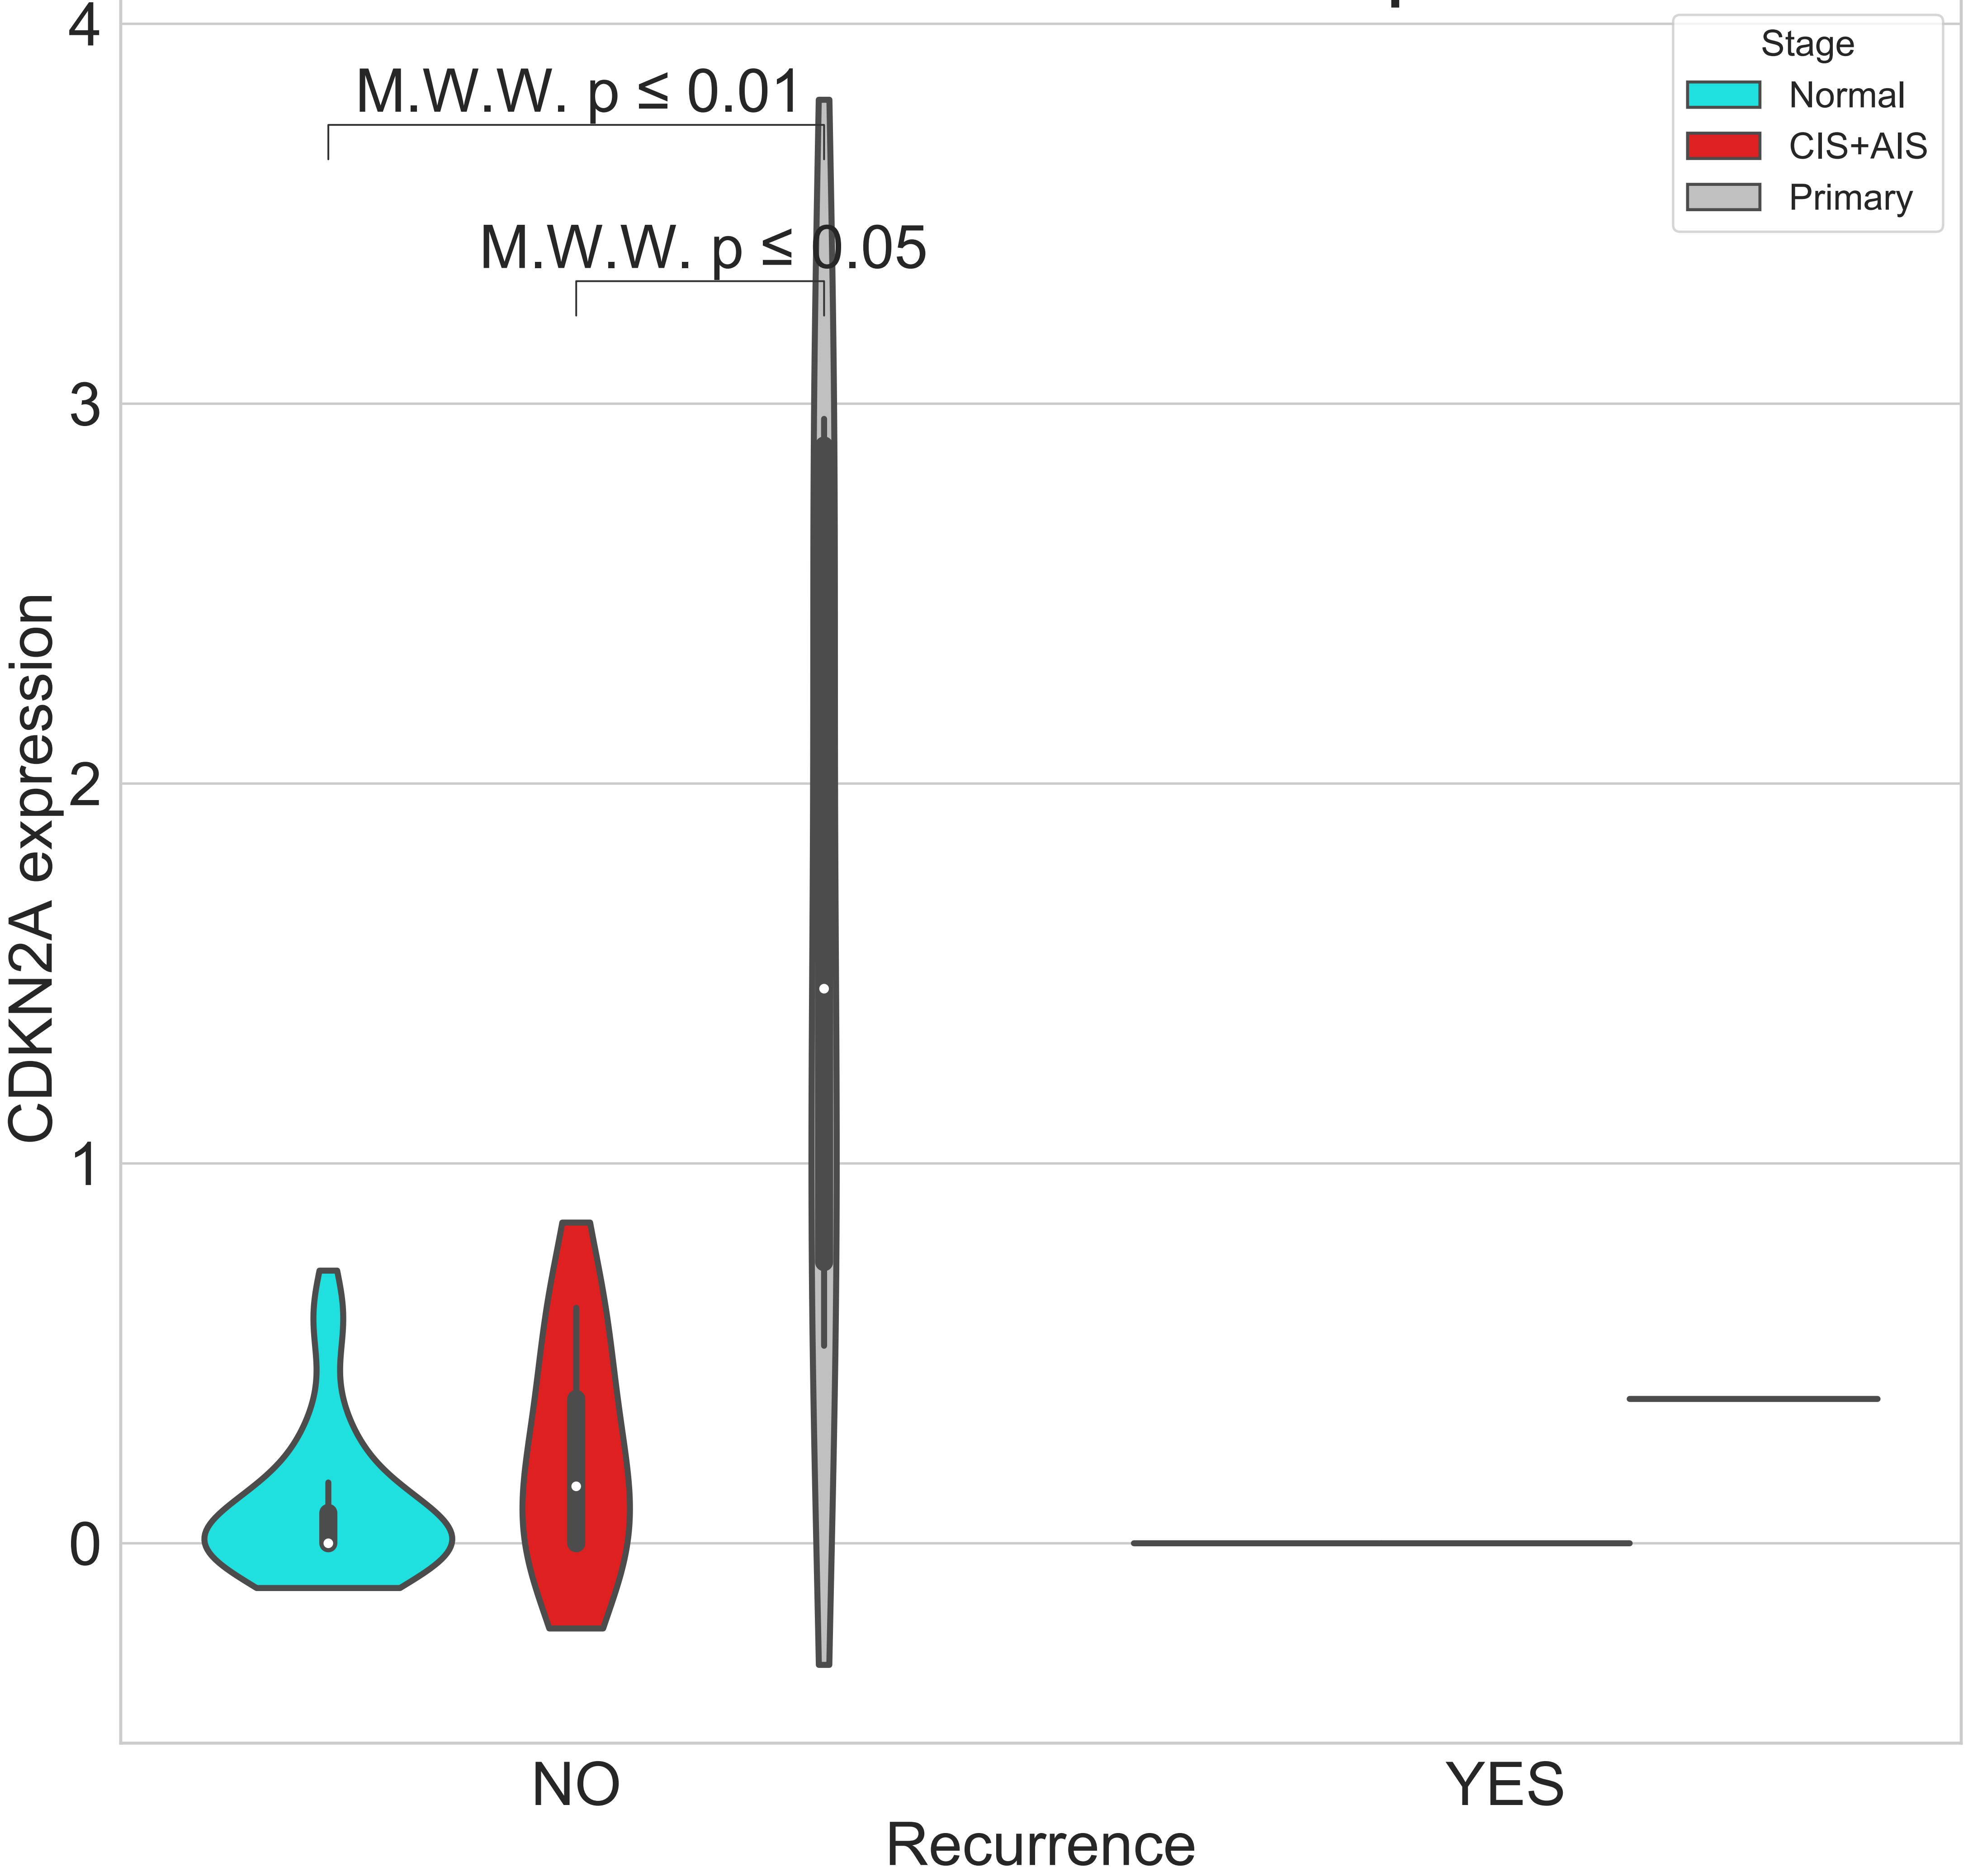 4
3
2
1
0
CDKN2A expression
M.W.W. p ≤ 0.01
M.W.W. p ≤ 0.05
Stage
Normal
CIS+AIS
Primary
NO
YES
Recurrence